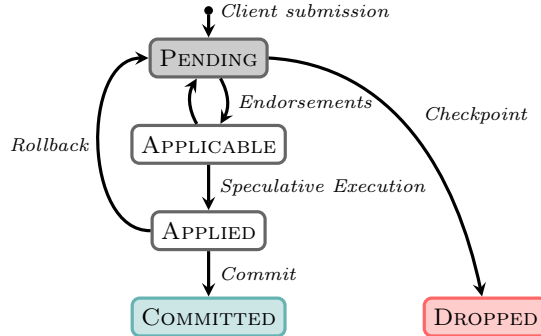 Client submission
PENDING
Endorsements
Checkpoint
Rollback
APPLICABLE
Speculative Execution
APPLIED
Commit
COMMITTED
DROPPED